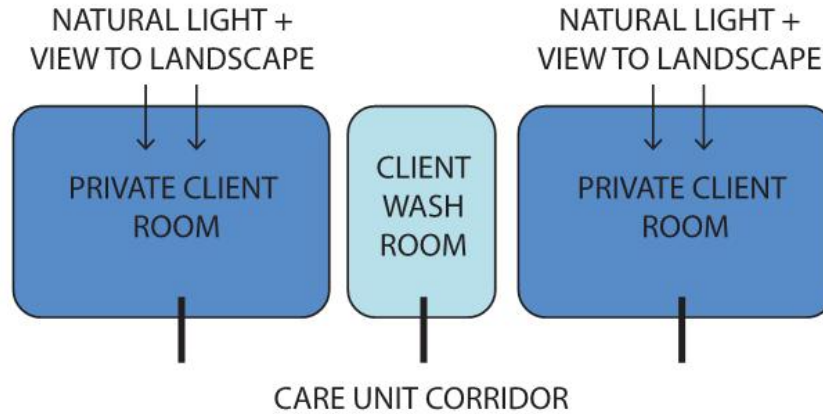 NATURAL LIGHT +
VIEW TO LANDSCAPE
NATURAL LIGHT +
VIEW TO LANDSCAPE
PRIVATE CLIENT
ROOM
CLIENT
WASH
ROOM
PRIVATE CLIENT
ROOM
CARE UNIT CORRIDOR